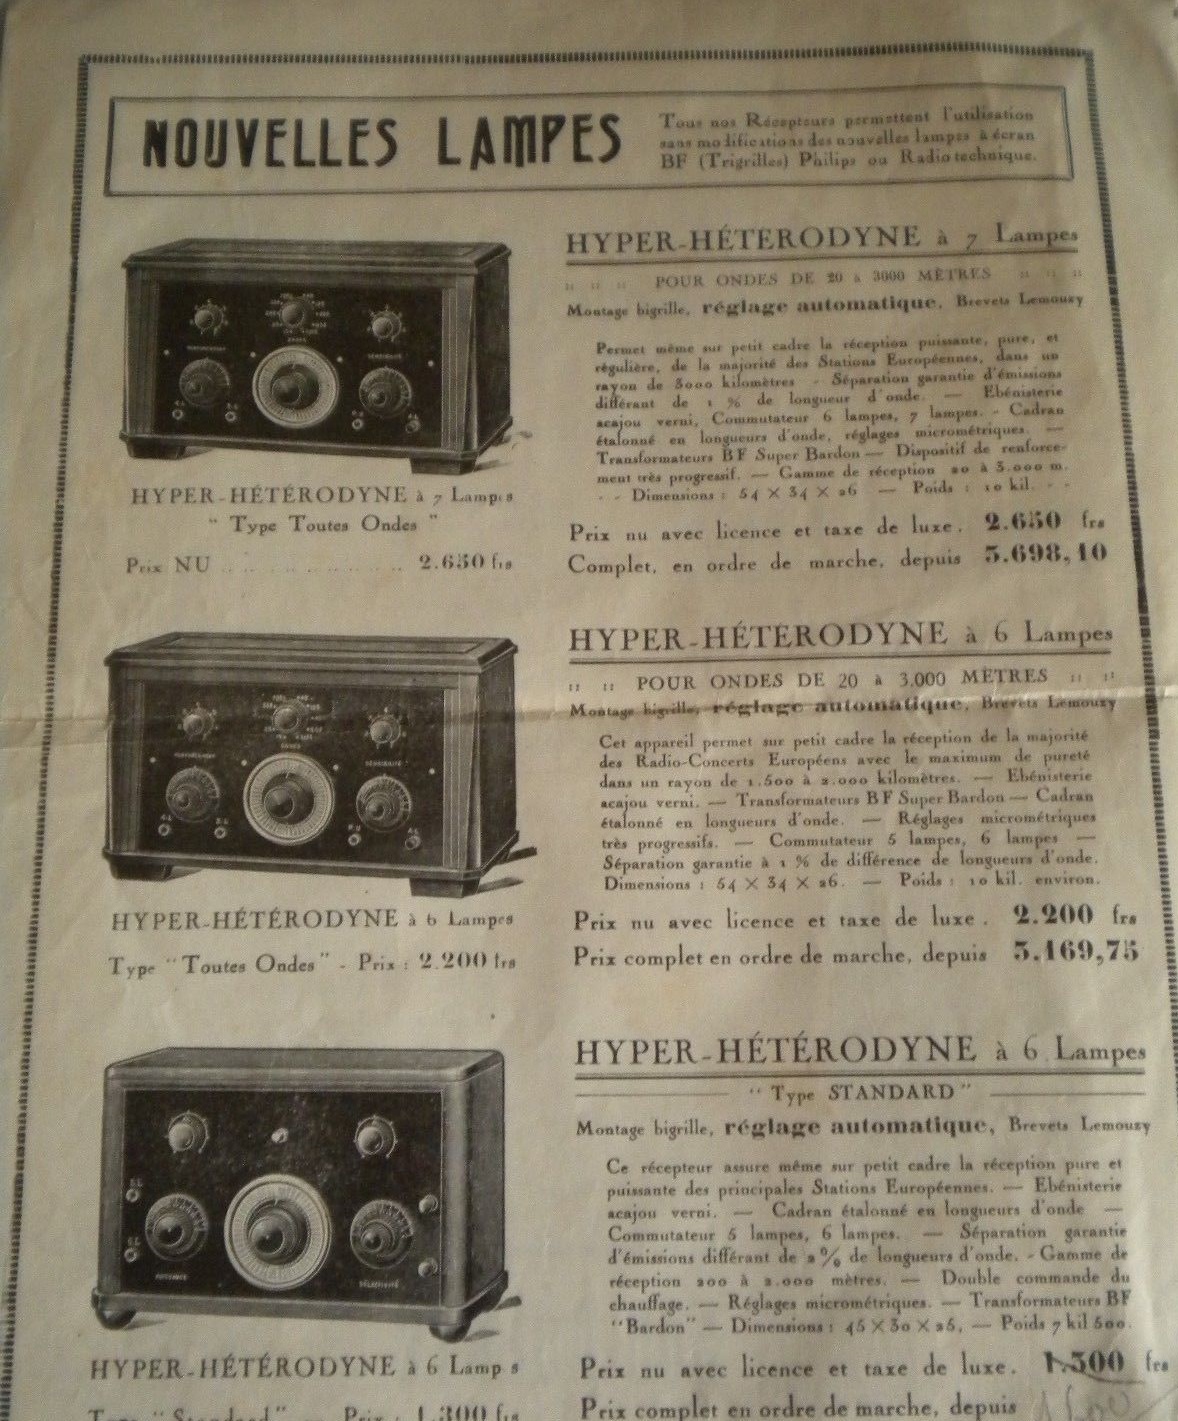 NOUVELLES LAMPES
Tous nos Récepteurs permettent l'utilisation
sans modifications des nouvelles lampes à écran
BF (Trigrilles) Philips ou Radiotechnique.
HYPER-HÉTÉRODYNE à 7 Lampes
"Type Toutes Ondes"
Prix NU .. .. .. .. .. .. .. 2.650 frs
HYPER-HÉTÉRODYNE à 7 Lampes
POUR ONDES DE 20 à 3000 MÈTRES
Montage bigrille, réglage automatique, Brevets Lemouzy
Permet même sur petit cadre la réception puissante, pure, et
régulière, de la majorité des Stations Européennes, dans un
rayon de 3000 kilomètres - Séparation garantie d'émissions
différant de 1 % de longueur d'onde. — Ebénisterie
acajou verni, Commutateur 6 lampes, 7 lampes. - Cadran
étalonné en longueurs d'onde, réglages micrométriques. —
Transformateurs BF Super Bardon — Dispositif de renforce-
ment très progressif. — Gamme de réception 20 à 3.000 m.
- - Dimensions : 54 × 34 × 26 — Poids : 10 kil. - -
Prix nu avec licence et taxe de luxe. 2.650 frs
Complet, en ordre de marche, depuis 3.698,10
HYPER-HÉTÉRODYNE à 6 Lampes
Type "Toutes Ondes" - Prix : 2.200 frs
HYPER-HÉTÉRODYNE à 6 Lampes
POUR ONDES DE 20 à 3.000 MÈTRES
Montage bigrille, réglage automatique, Brevets Lemouzy
Cet appareil permet sur petit cadre la réception de la majorité
des Radio-Concerts Européens avec le maximum de pureté
dans un rayon de 1.500 à 2.000 kilomètres. — Ebénisterie
acajou verni. — Transformateurs BF Super Bardon — Cadran
étalonné en longueurs d'onde. — Réglages micrométriques
très progressifs. — Commutateur 5 lampes, 6 lampes —
Séparation garantie à 1 % de différence de longueurs d'onde.
Dimensions : 54 × 34 × 26. — Poids : 10 kil. environ.
Prix nu avec licence et taxe de luxe. 2.200 frs
Prix complet en ordre de marche, depuis 3.169,75
HYPER-HÉTÉRODYNE à 6 Lampes
Type "Standard" Prix : 1.300 frs
HYPER-HÉTÉRODYNE à 6 Lampes
"Type STANDARD"
Montage bigrille, réglage automatique, Brevets Lemouzy
Ce récepteur assure même sur petit cadre la réception pure et
puissante des principales Stations Européennes. — Ebénisterie
acajou verni. — Cadran étalonné en longueurs d'onde —
Commutateur 5 lampes, 6 lampes. — Séparation garantie
d'émissions différant de 2 % de longueurs d'onde. - Gamme de
réception 200 à 2.000 mètres. — Double commande du
chauffage. — Réglages micrométriques. — Transformateurs BF
"Bardon" — Dimensions : 45 × 30 × 25, — Poids 7 kil 500.
Prix nu avec licence et taxe de luxe. 1.300 frs
Prix complet en ordre de marche, depuis